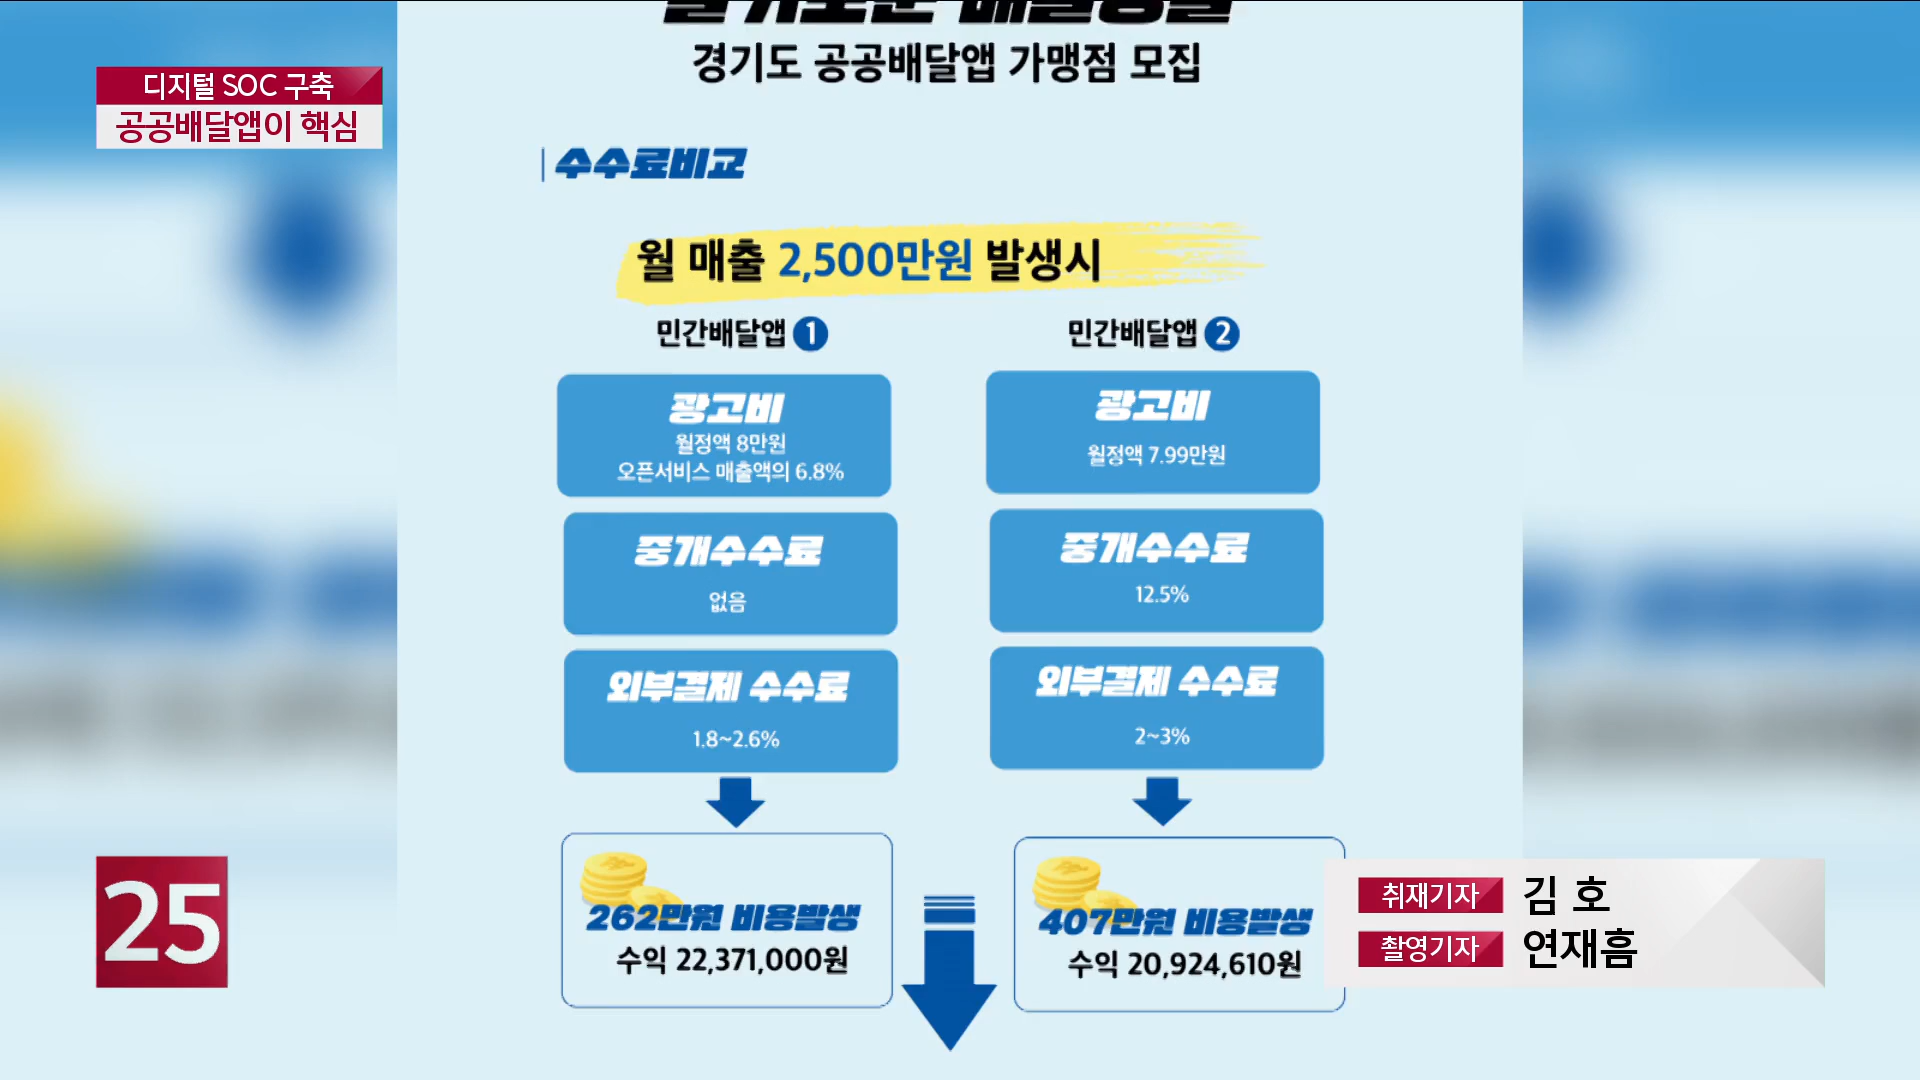 경기도 공공배달앱 가맹점 모집
디지털 SOC 구축
공공배달앱이 핵심
수수료비교
월 매출 2,500만원 발생시
민간배달앱 1
광고비
월정액 8만원
오픈서비스 매출액의 6.8%
중개수수료
없음
외부결제 수수료
1.8~2.6%
262만원 비용발생
수익 22,371,000원
민간배달앱 2
광고비
월정액 7.99만원
중개수수료
12.5%
외부결제 수수료
2~3%
407만원 비용발생
수익 20,924,610원
25
취재기자 김 호
촬영기자 연재흠